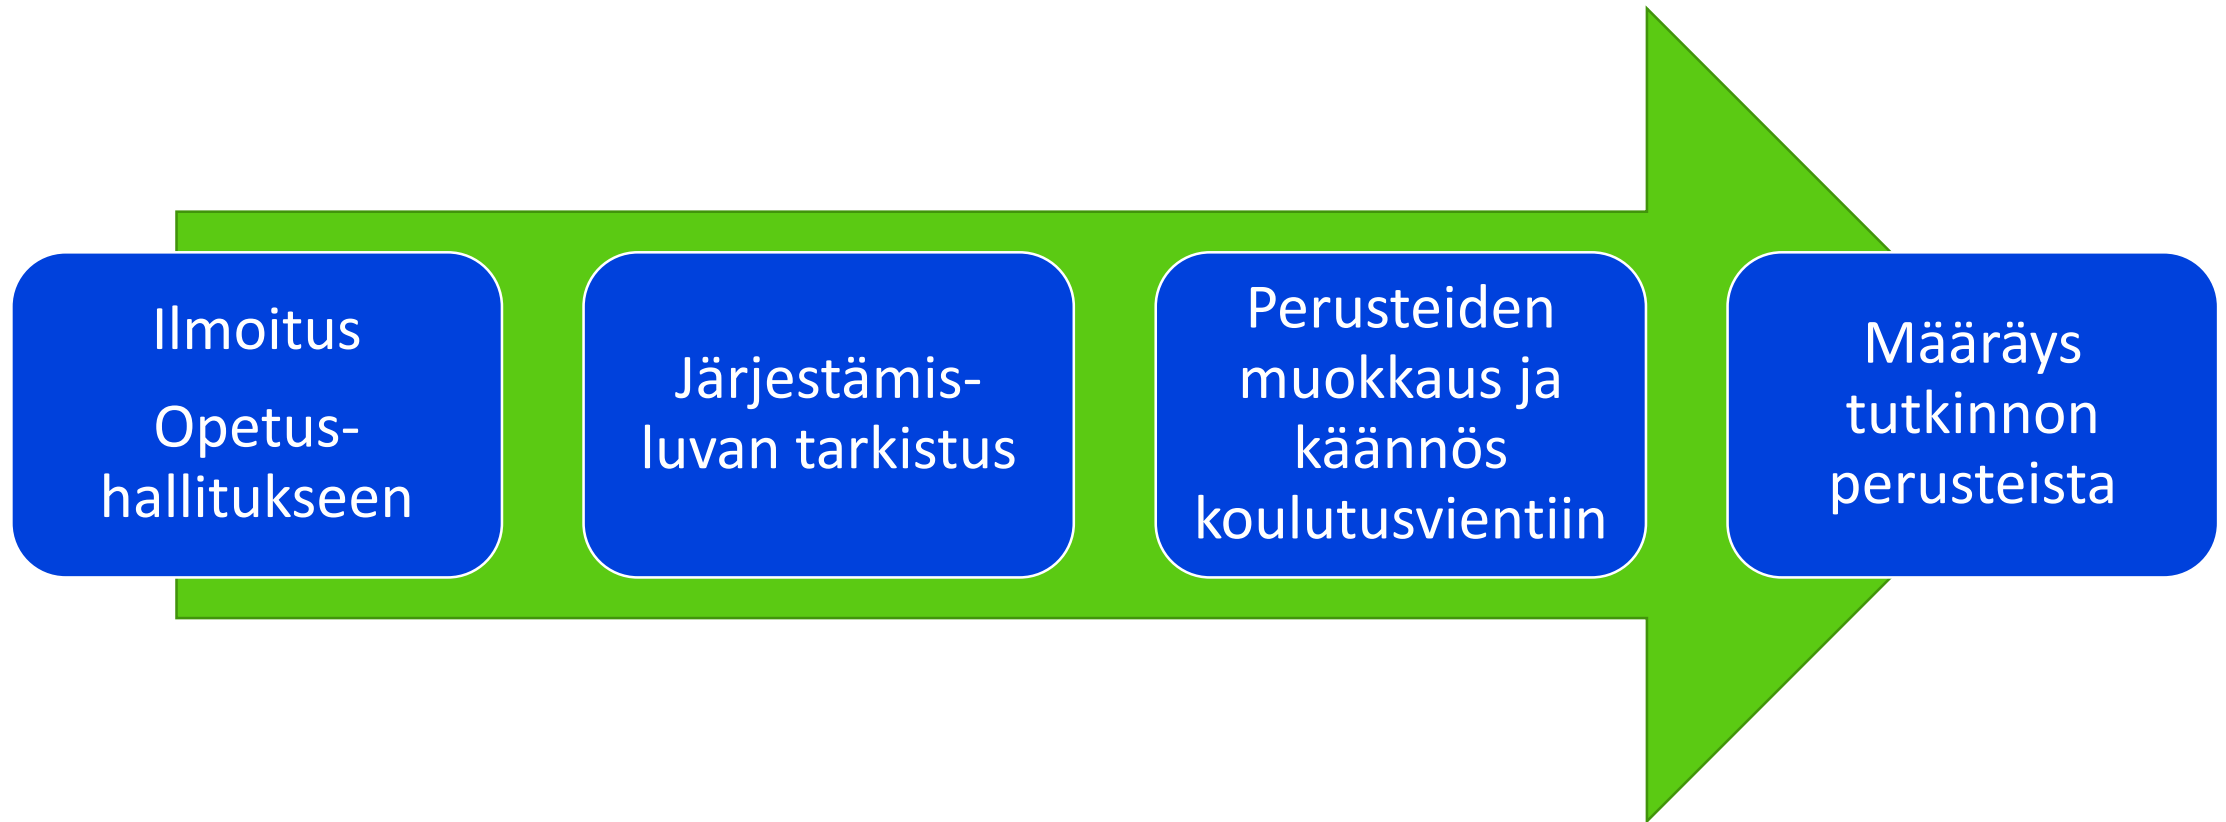 Ilmoitus
Opetus-
hallitukseen
Järjestämis-
luvan tarkistus
Perusteiden
muokkaus ja
käännös
koulutusvientiin
Määräys
tutkinnon
perusteista